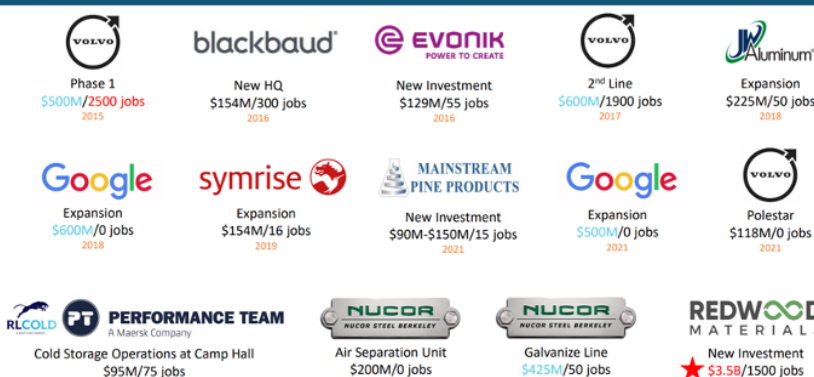 VOLVO
Phase 1
$500M/2500 jobs
2015
blackbaud
New HQ
$154M/300 jobs
2016
EVONIK
POWER TO CREATE
New Investment
$129M/55 jobs
2016
VOLVO
2nd Line
$600M/1900 jobs
2017
JW Aluminum
Expansion
$225M/50 jobs
2018
Google
Expansion
$600M/0 jobs
2018
symrise
Expansion
$154M/16 jobs
2019
MAINSTREAM
PINE PRODUCTS
New Investment
$90M-$150M/15 jobs
2021
Google
Expansion
$500M/0 jobs
2021
VOLVO
Polestar
$118M/0 jobs
2021
RLCOLD
PT PERFORMANCE TEAM
A Maersk Company
Cold Storage Operations at Camp Hall
$95M/75 jobs
NUCOR
NUCOR STEEL BERKELEY
Air Separation Unit
$200M/0 jobs
NUCOR
NUCOR STEEL BERKELEY
Galvanize Line
$425M/50 jobs
REDWOOD
MATERIALS
New Investment
$3.5B/1500 jobs